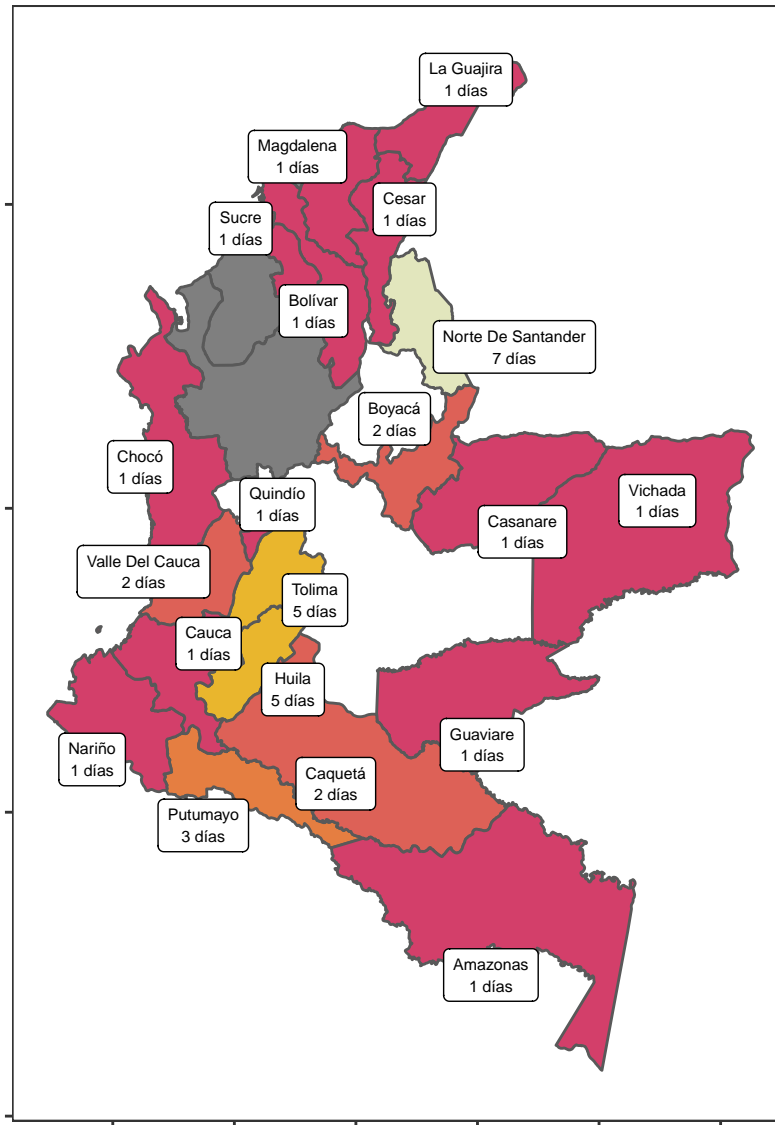 La Guajira
1 días
Magdalena
1 días
Cesar
1 días
Sucre
1 días
Bolívar
1 días
Norte De Santander
7 días
Boyacá
2 días
Chocó
1 días
Quindío
1 días
Vichada
1 días
Casanare
1 días
Valle Del Cauca
2 días
Tolima
5 días
Cauca
1 días
Huila
5 días
Guaviare
1 días
Nariño
1 días
Caquetá
2 días
Putumayo
3 días
Amazonas
1 días